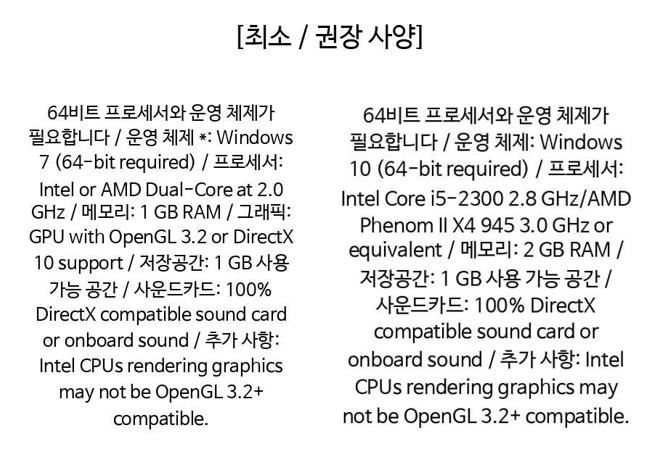 [최소 / 권장 사양]
64비트 프로세서와 운영 체제가
필요합니다 / 운영 체제 *: Windows
7 (64-bit required) / 프로세서:
Intel or AMD Dual-Core at 2.0
GHz / 메모리: 1 GB RAM / 그래픽:
GPU with OpenGL 3.2 or DirectX
10 support / 저장공간: 1 GB 사용
가능 공간 / 사운드카드: 100%
DirectX compatible sound card
or onboard sound / 추가 사항:
Intel CPUs rendering graphics
may not be OpenGL 3.2+
compatible.
64비트 프로세서와 운영 체제가
필요합니다 / 운영 체제: Windows
10 (64-bit required) / 프로세서:
Intel Core i5-2300 2.8 GHz/AMD
Phenom II X4 945 3.0 GHz or
equivalent / 메모리: 2 GB RAM /
저장공간: 1 GB 사용 가능 공간 /
사운드카드: 100% DirectX
compatible sound card or
onboard sound / 추가 사항: Intel
CPUs rendering graphics may
not be OpenGL 3.2+ compatible.